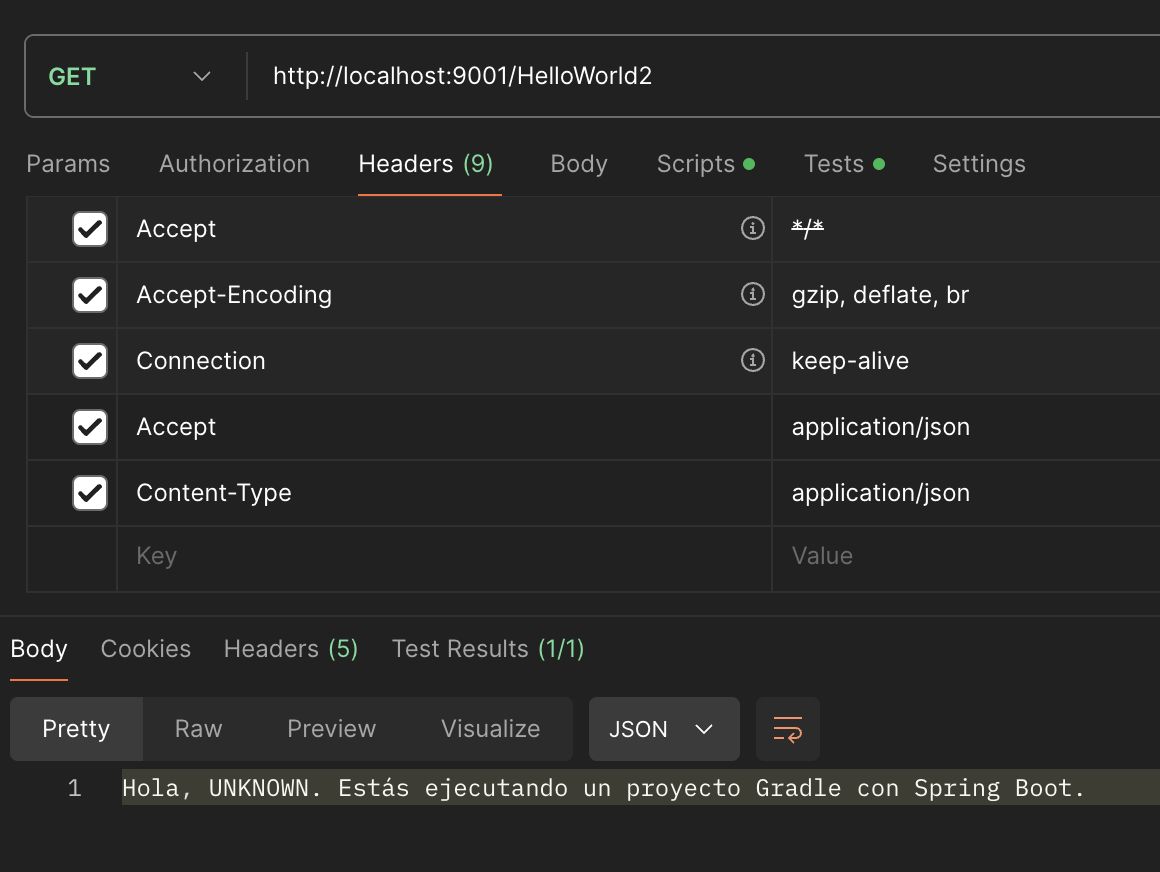 GET http://localhost:9001/HelloWorld2
Params Authorization Headers (9) Body Scripts Tests Settings
Accept */*
Accept-Encoding gzip, deflate, br
Connection keep-alive
Accept application/json
Content-Type application/json
Key Value
Body Cookies Headers (5) Test Results (1/1)
Pretty Raw Preview Visualize JSON
1 Hola, UNKNOWN. Estás ejecutando un proyecto Gradle con Spring Boot.